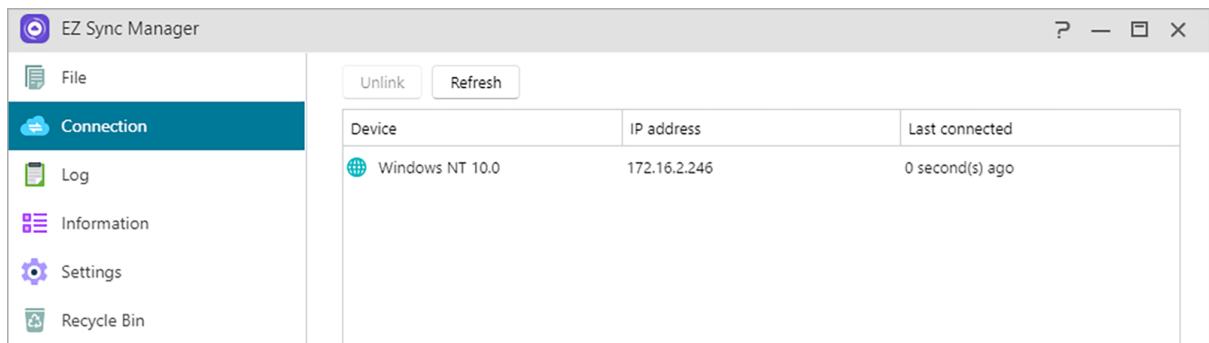 EZ Sync Manager
File
Connection
Log
Information
Settings
Recycle Bin
Unlink Refresh
Device IP address Last connected
Windows NT 10.0 172.16.2.246 0 second(s) ago